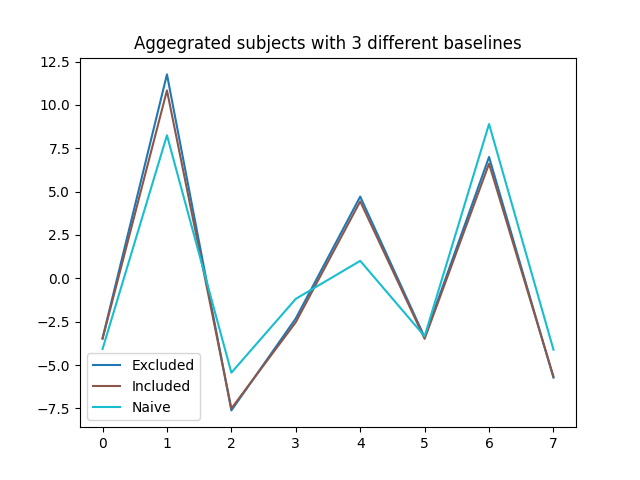 Aggegrated subjects with 3 different baselines
12.5
10.0
7.5
5.0
2.5
0.0
−2.5
−5.0
−7.5
Excluded
Included
Naive
0 1 2 3 4 5 6 7